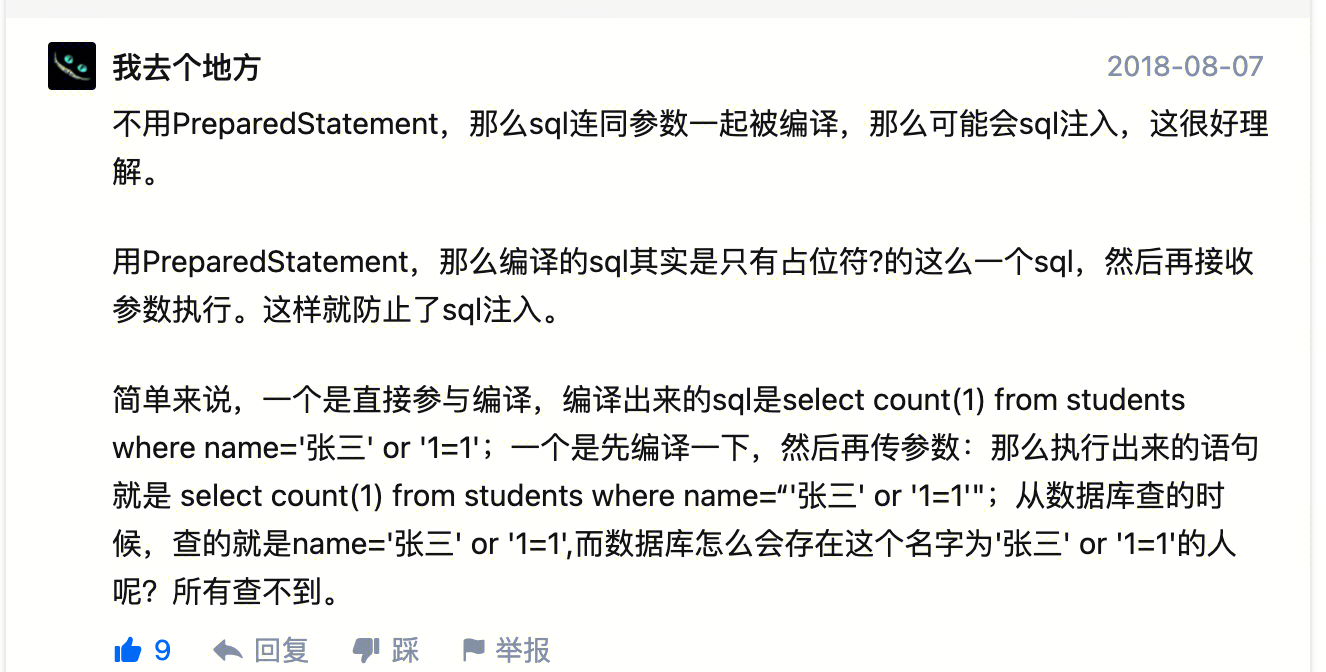 我去个地方 2018-08-07
不用PreparedStatement，那么sql连同参数一起被编译，那么可能会sql注入，这很好理
解。
用PreparedStatement，那么编译的sql其实是只有占位符?的这么一个sql，然后再接收
参数执行。这样就防止了sql注入。
简单来说，一个是直接参与编译，编译出来的sql是select count(1) from students
where name='张三' or '1=1'；一个是先编译一下，然后再传参数：那么执行出来的语句
就是 select count(1) from students where name=“'张三' or '1=1'"；从数据库查的时
候，查的就是name='张三' or '1=1',而数据库怎么会存在这个名字为'张三' or '1=1'的人
呢？所有查不到。
9 回复 踩 举报